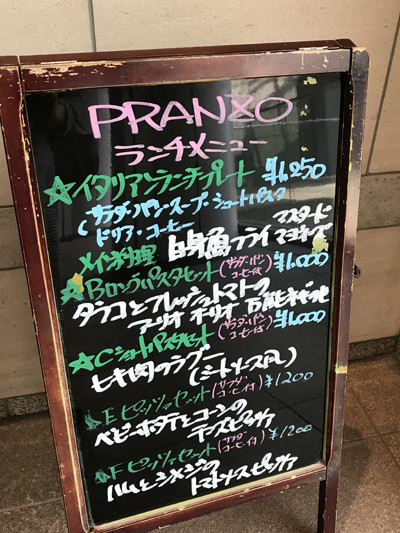 PRANZO
ランチメニュー
☆イタリアンランチプレート ¥1,250
(サラダ・パン・スープ・ショートパスタ
ドリア・コーヒー
メイン料理 白身魚フライ マスタード
マヨネーズ
★Bロングパスタセット(サラダ・パン コーヒー付) ¥1,000
タラコとフレッシュトマト
アーリオオーリオ 万能ネギ
★Cショートパスタセット(サラダ・パン コーヒー付) ¥1,000
ヒキ肉のラグー
(ミートソース風)
Eピッツァセット(サラダ コーヒー付) ¥1200
ベビーホタテとコーンの
チーズピッツァ
Fピッツァセット(サラダ コーヒー付) ¥1200
ハムとシメジの
トマトソースピッツァ